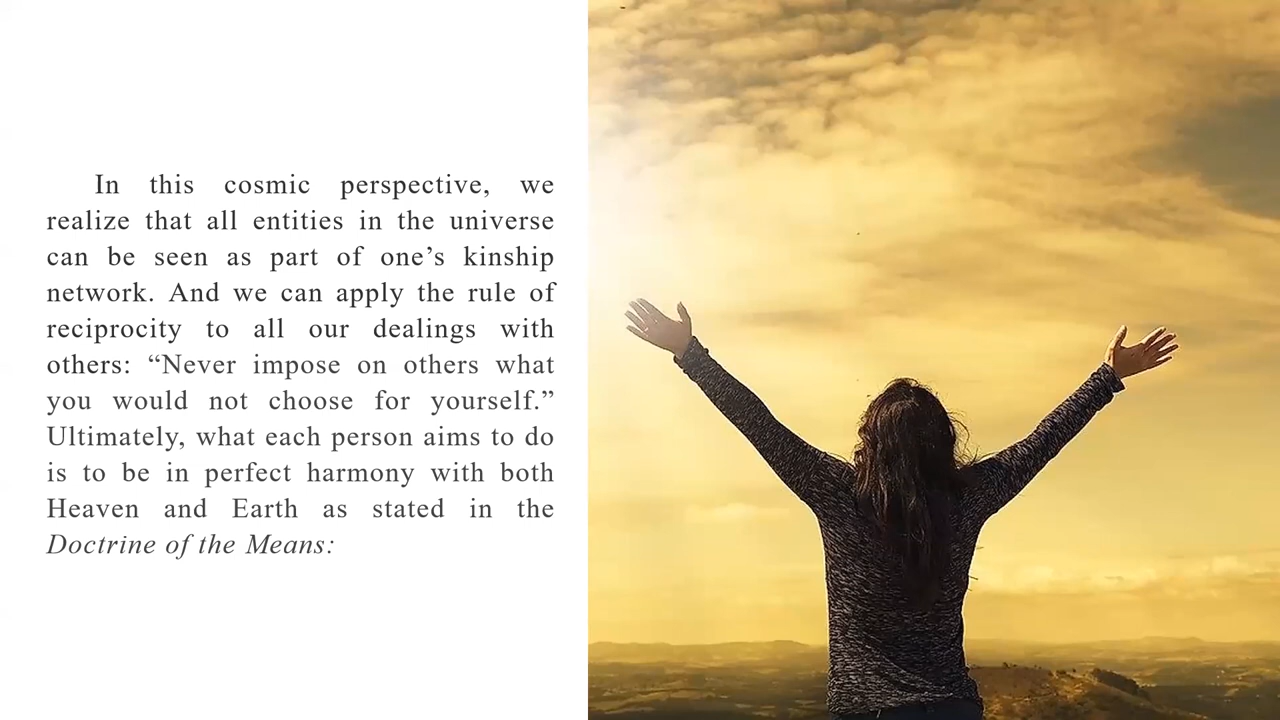 In this cosmic perspective, we
realize that all entities in the universe
can be seen as part of one’s kinship
network. And we can apply the rule of
reciprocity to all our dealings with
others: “Never impose on others what
you would not choose for yourself.”
Ultimately, what each person aims to do
is to be in perfect harmony with both
Heaven and Earth as stated in the
Doctrine of the Means: